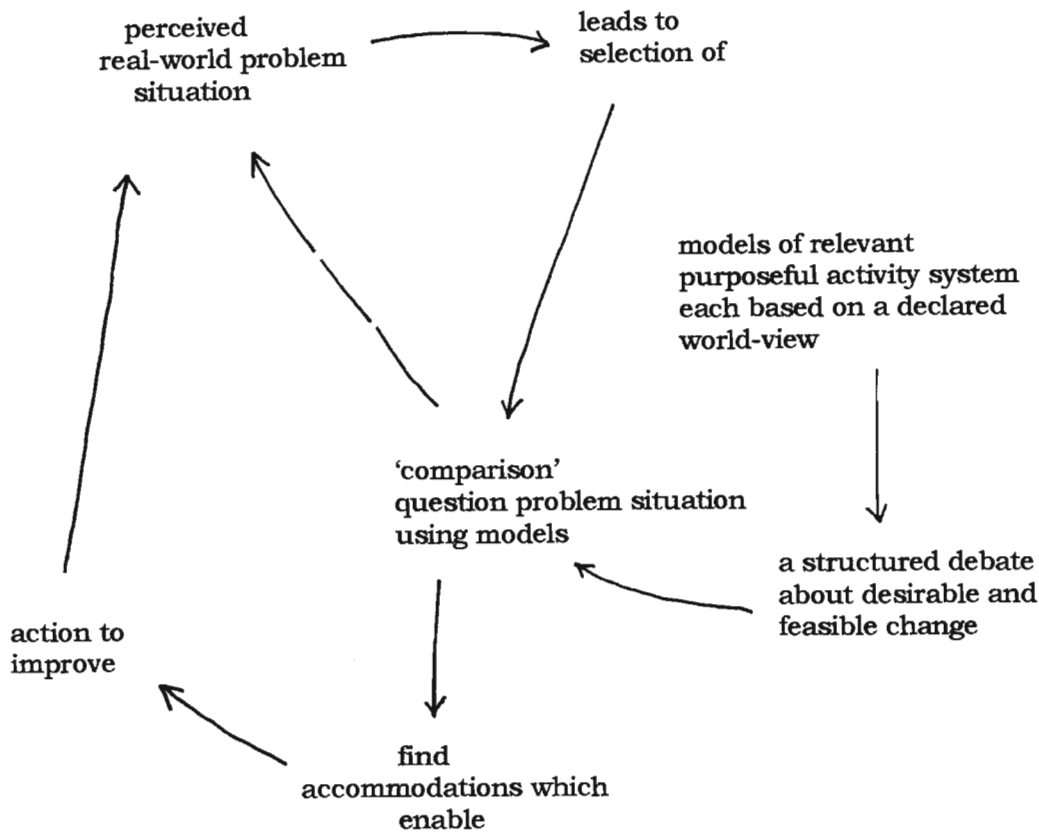 perceived
real-world problem
situation
leads to
selection of
models of relevant
purposeful activity system
each based on a declared
world-view
'comparison'
question problem situation
using models
a structured debate
about desirable and
feasible change
action to
improve
find
accommodations which
enable